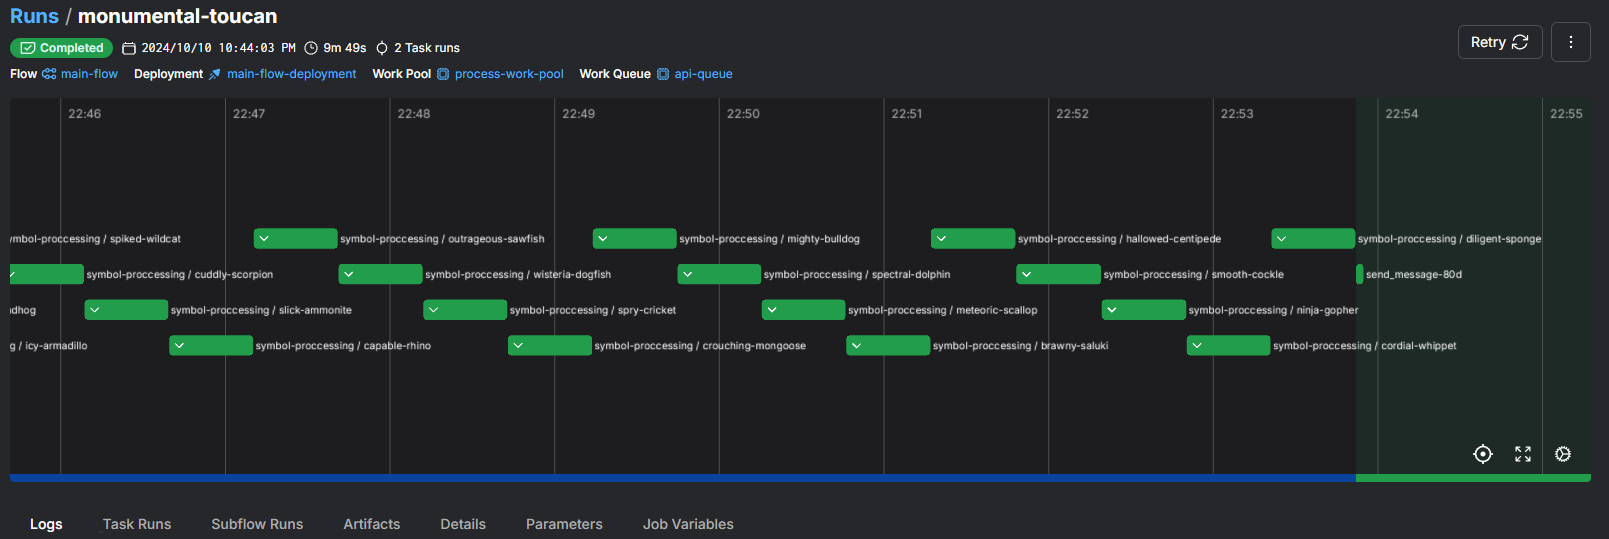 Runs / monumental-toucan
Completed 2024/10/10 10:44:03 PM 9m 49s 2 Task runs
Retry
Flow main-flow Deployment main-flow-deployment Work Pool process-work-pool Work Queue api-queue
22:46 22:47 22:48 22:49 22:50 22:51 22:52 22:53 22:54 22:55
ymbol-proccessing / spiked-wildcat symbol-proccessing / outrageous-sawfish symbol-proccessing / mighty-bulldog symbol-proccessing / hallowed-centipede symbol-proccessing / diligent-sponge
symbol-proccessing / cuddly-scorpion symbol-proccessing / wisteria-dogfish symbol-proccessing / spectral-dolphin symbol-proccessing / smooth-cockle send_message-80d
dhog symbol-proccessing / slick-ammonite symbol-proccessing / spry-cricket symbol-proccessing / meteoric-scallop symbol-proccessing / ninja-gopher
g / icy-armadillo symbol-proccessing / capable-rhino symbol-proccessing / crouching-mongoose symbol-proccessing / brawny-saluki symbol-proccessing / cordial-whippet
Logs Task Runs Subflow Runs Artifacts Details Parameters Job Variables